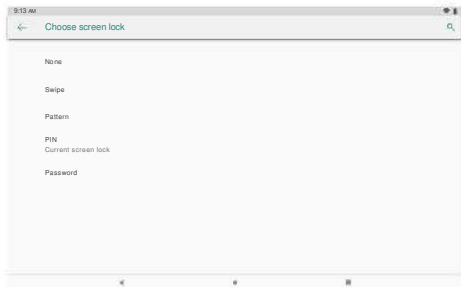 9:13 AM
Choose screen lock
None
Swipe
Pattern
PIN
Current screen lock
Password